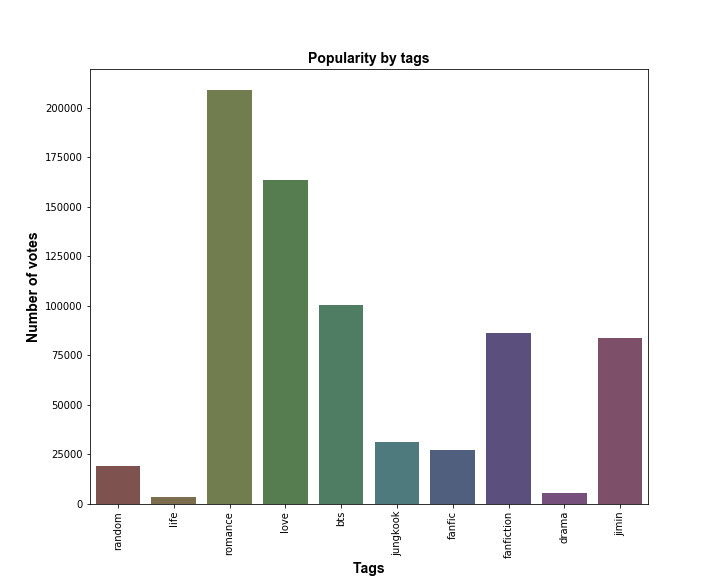 Popularity by tags
Number of votes
200000
175000
150000
125000
100000
75000
50000
25000
0
random
life
romance
love
bts
jungkook
fanfic
fanfiction
drama
jimin
Tags